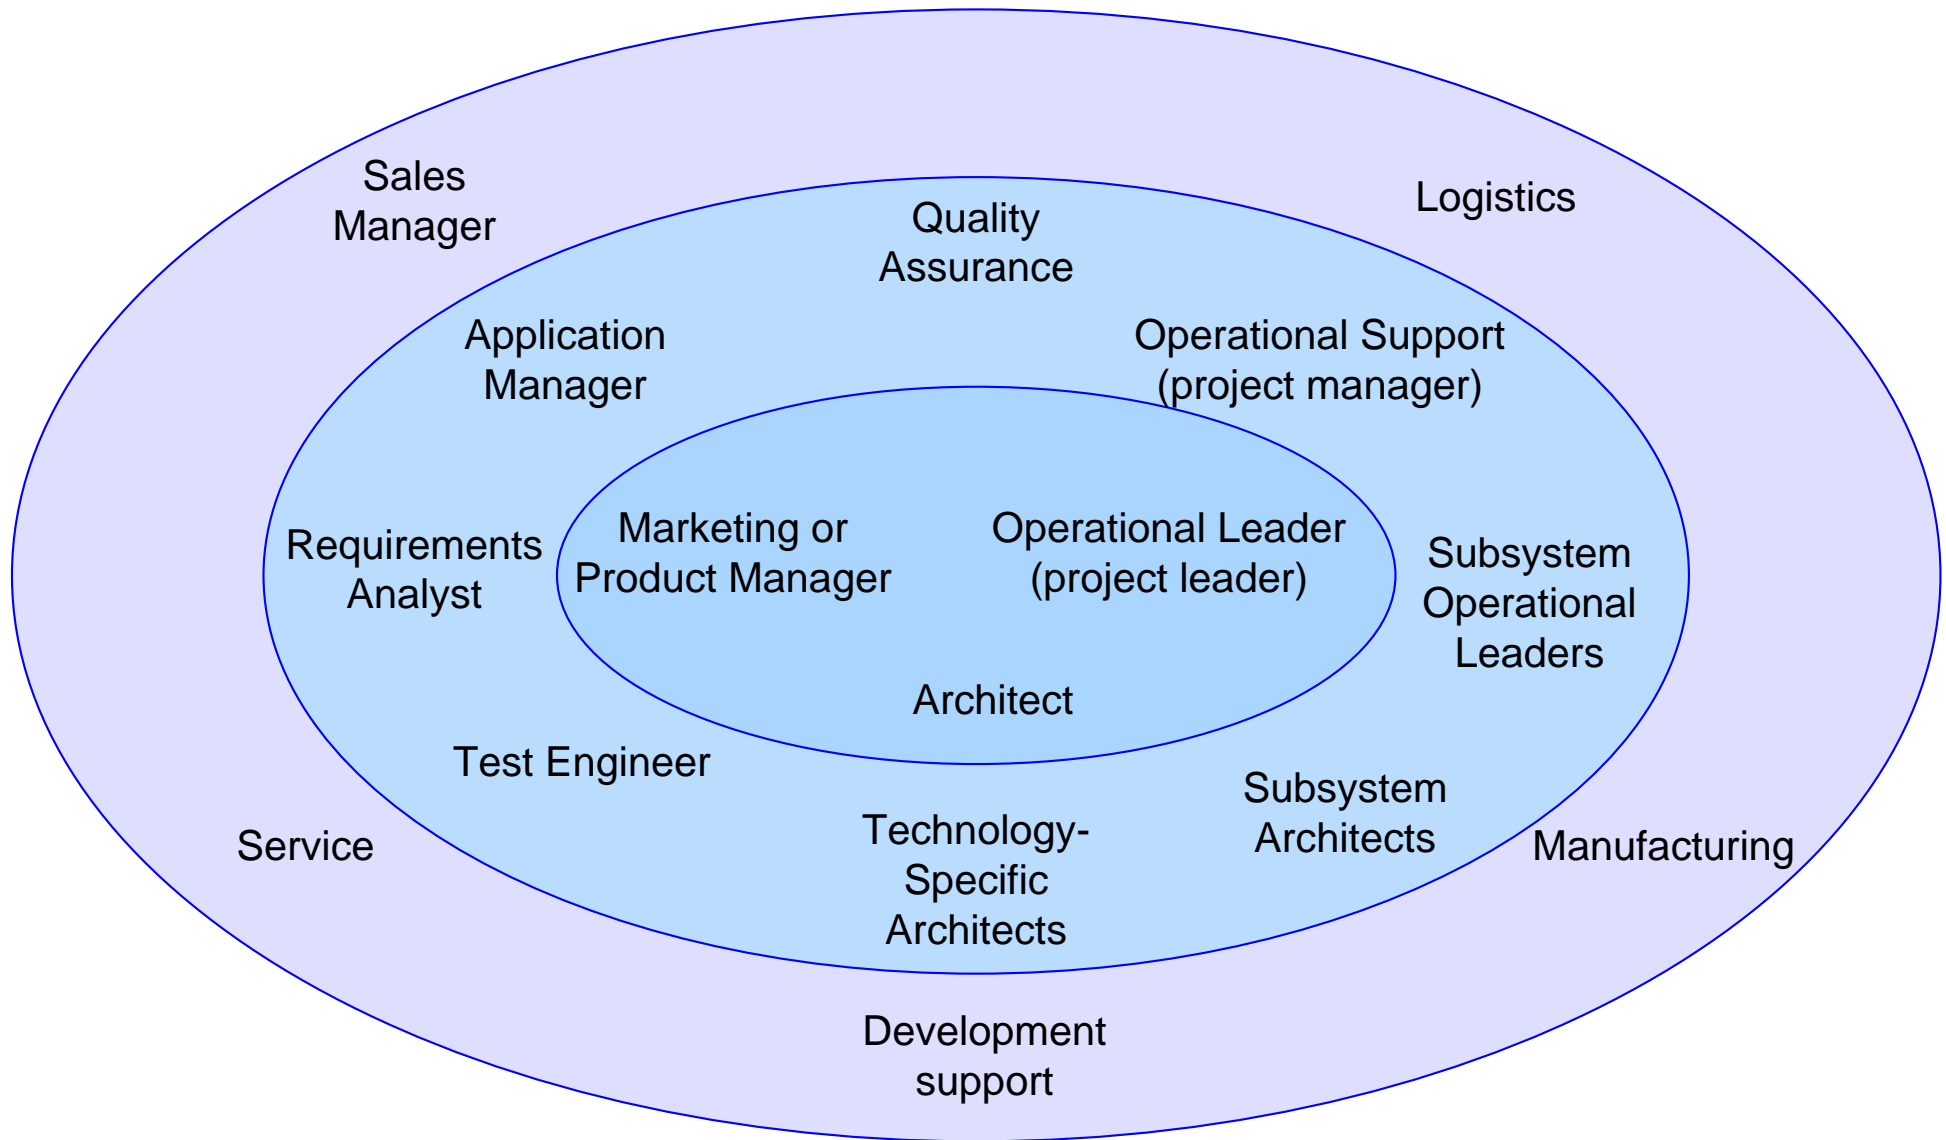 Sales
Manager
Logistics
Quality
Assurance
Application
Manager
Operational Support
(project manager)
Requirements
Analyst
Marketing or
Product Manager
Operational Leader
(project leader)
Subsystem
Operational
Leaders
Architect
Test Engineer
Subsystem
Architects
Technology-
Specific
Architects
Service
Manufacturing
Development
support